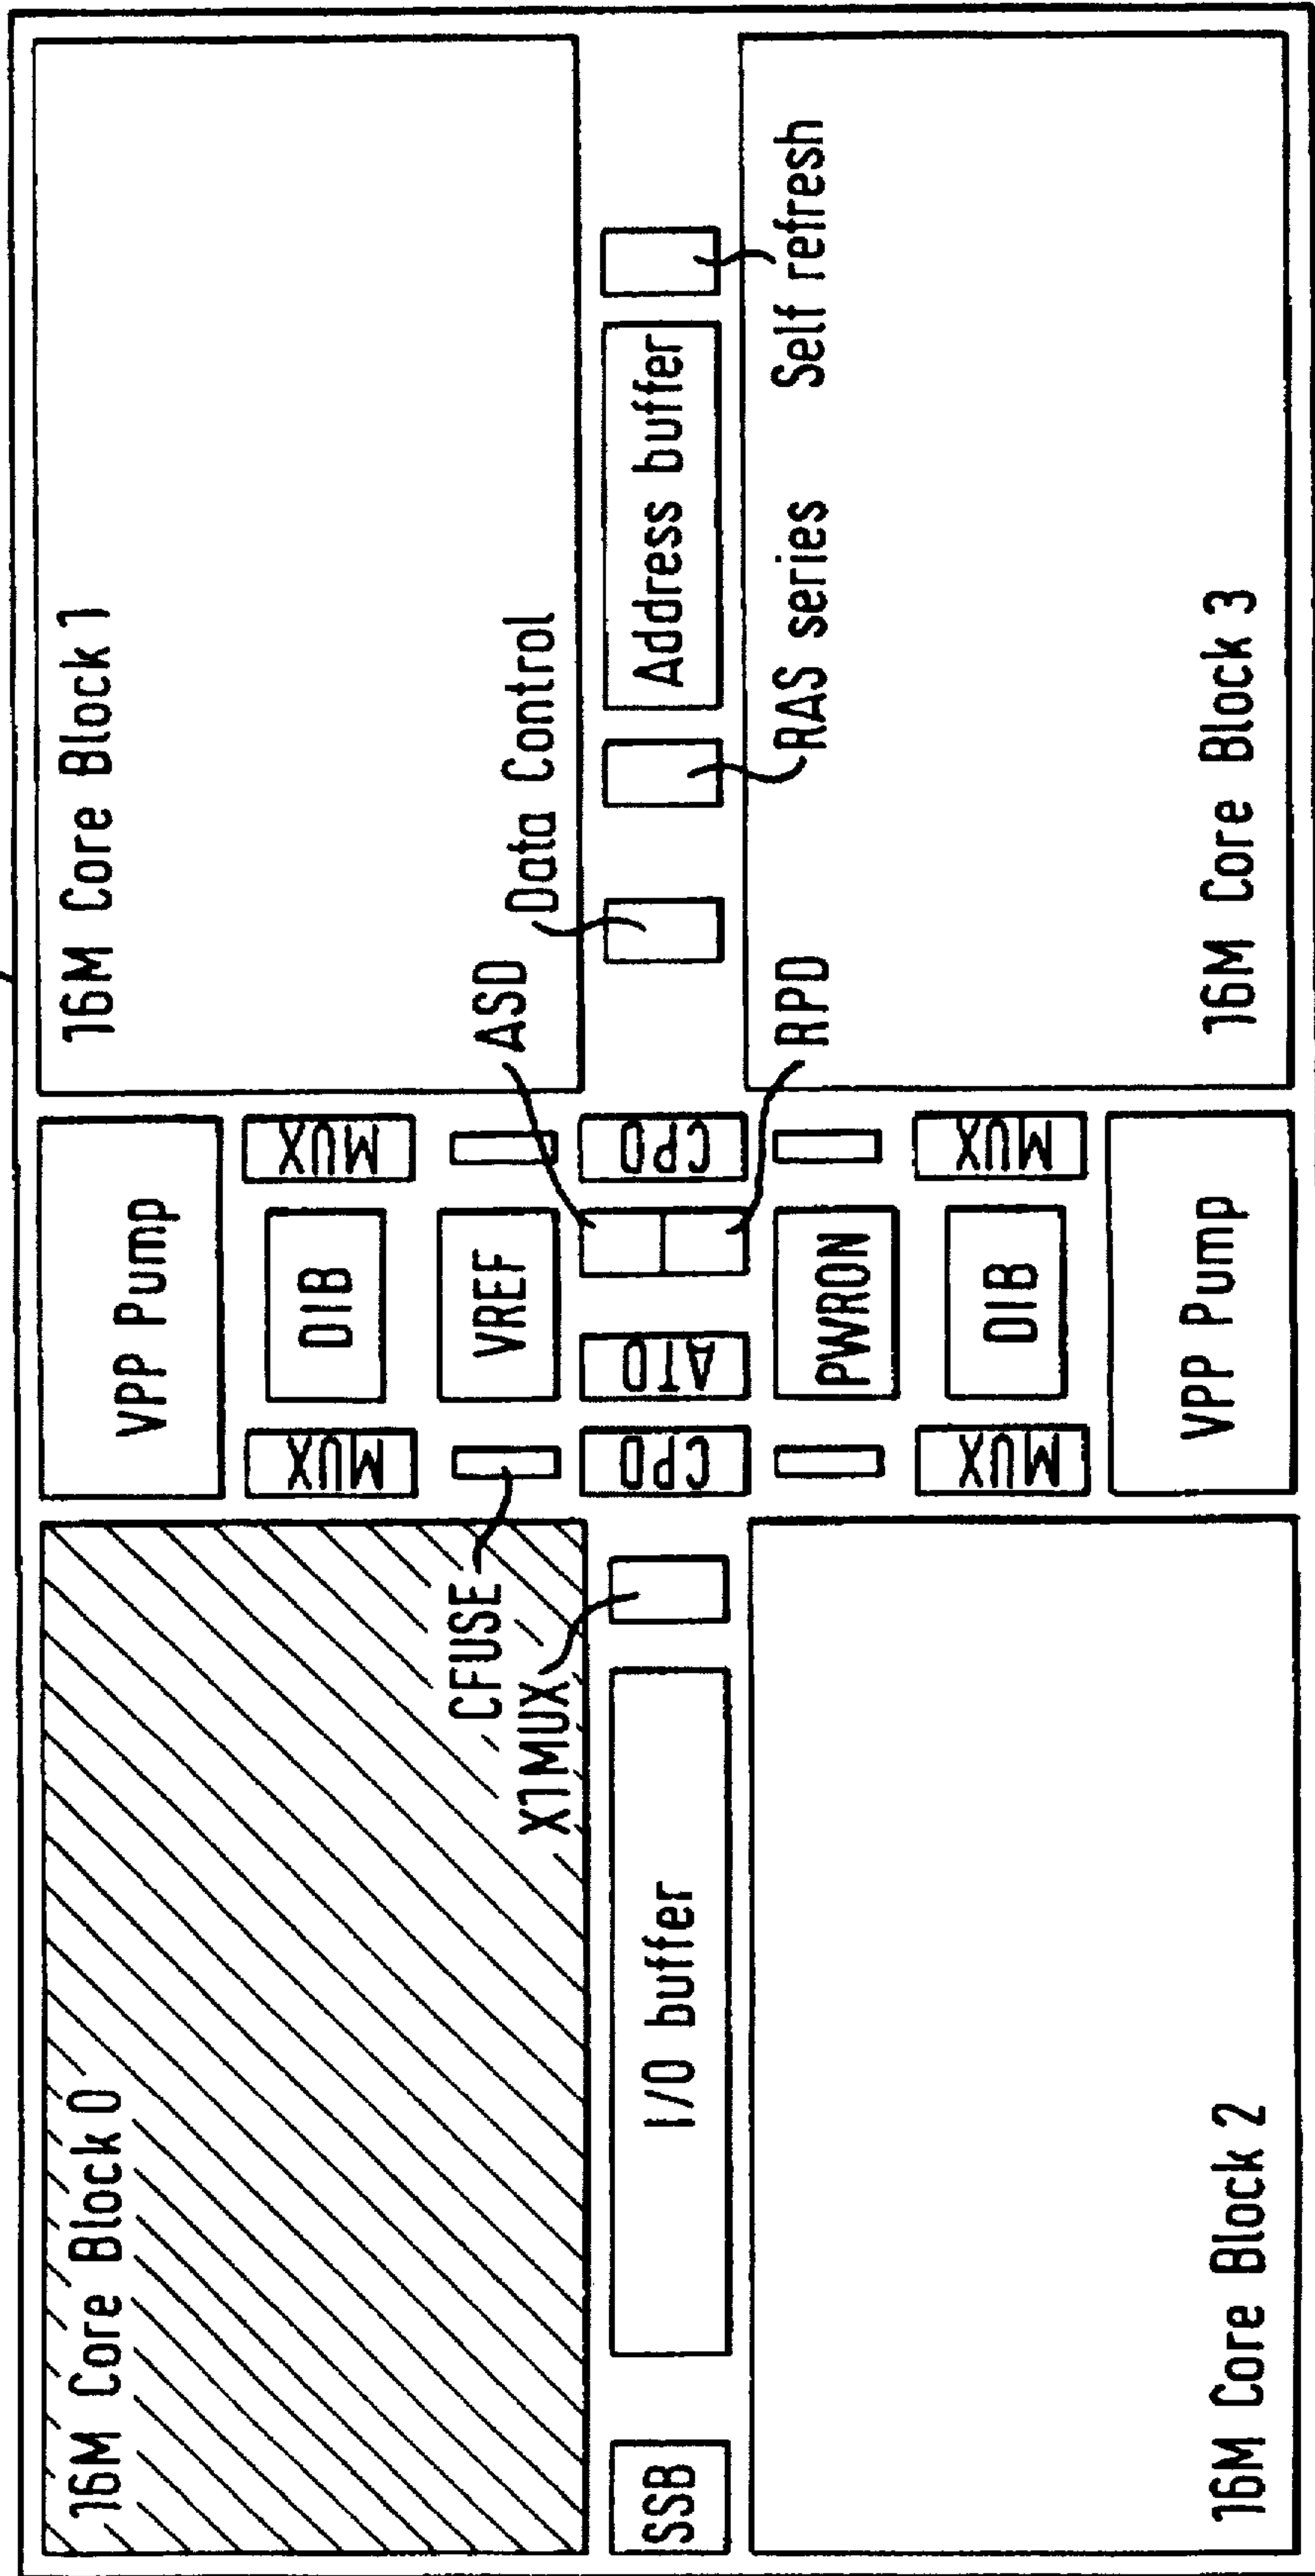 16M Core Block 0
16M Core Block 1
VPP Pump
MUX
DIB
MUX
CFUSE
VREF
ASD
X1MUX
Data Control
SSB
I/O buffer
CPD
ATD
CPD
Address buffer
RPD
RAS series
Self refresh
PWRON
MUX
DIB
MUX
VPP Pump
16M Core Block 2
16M Core Block 3